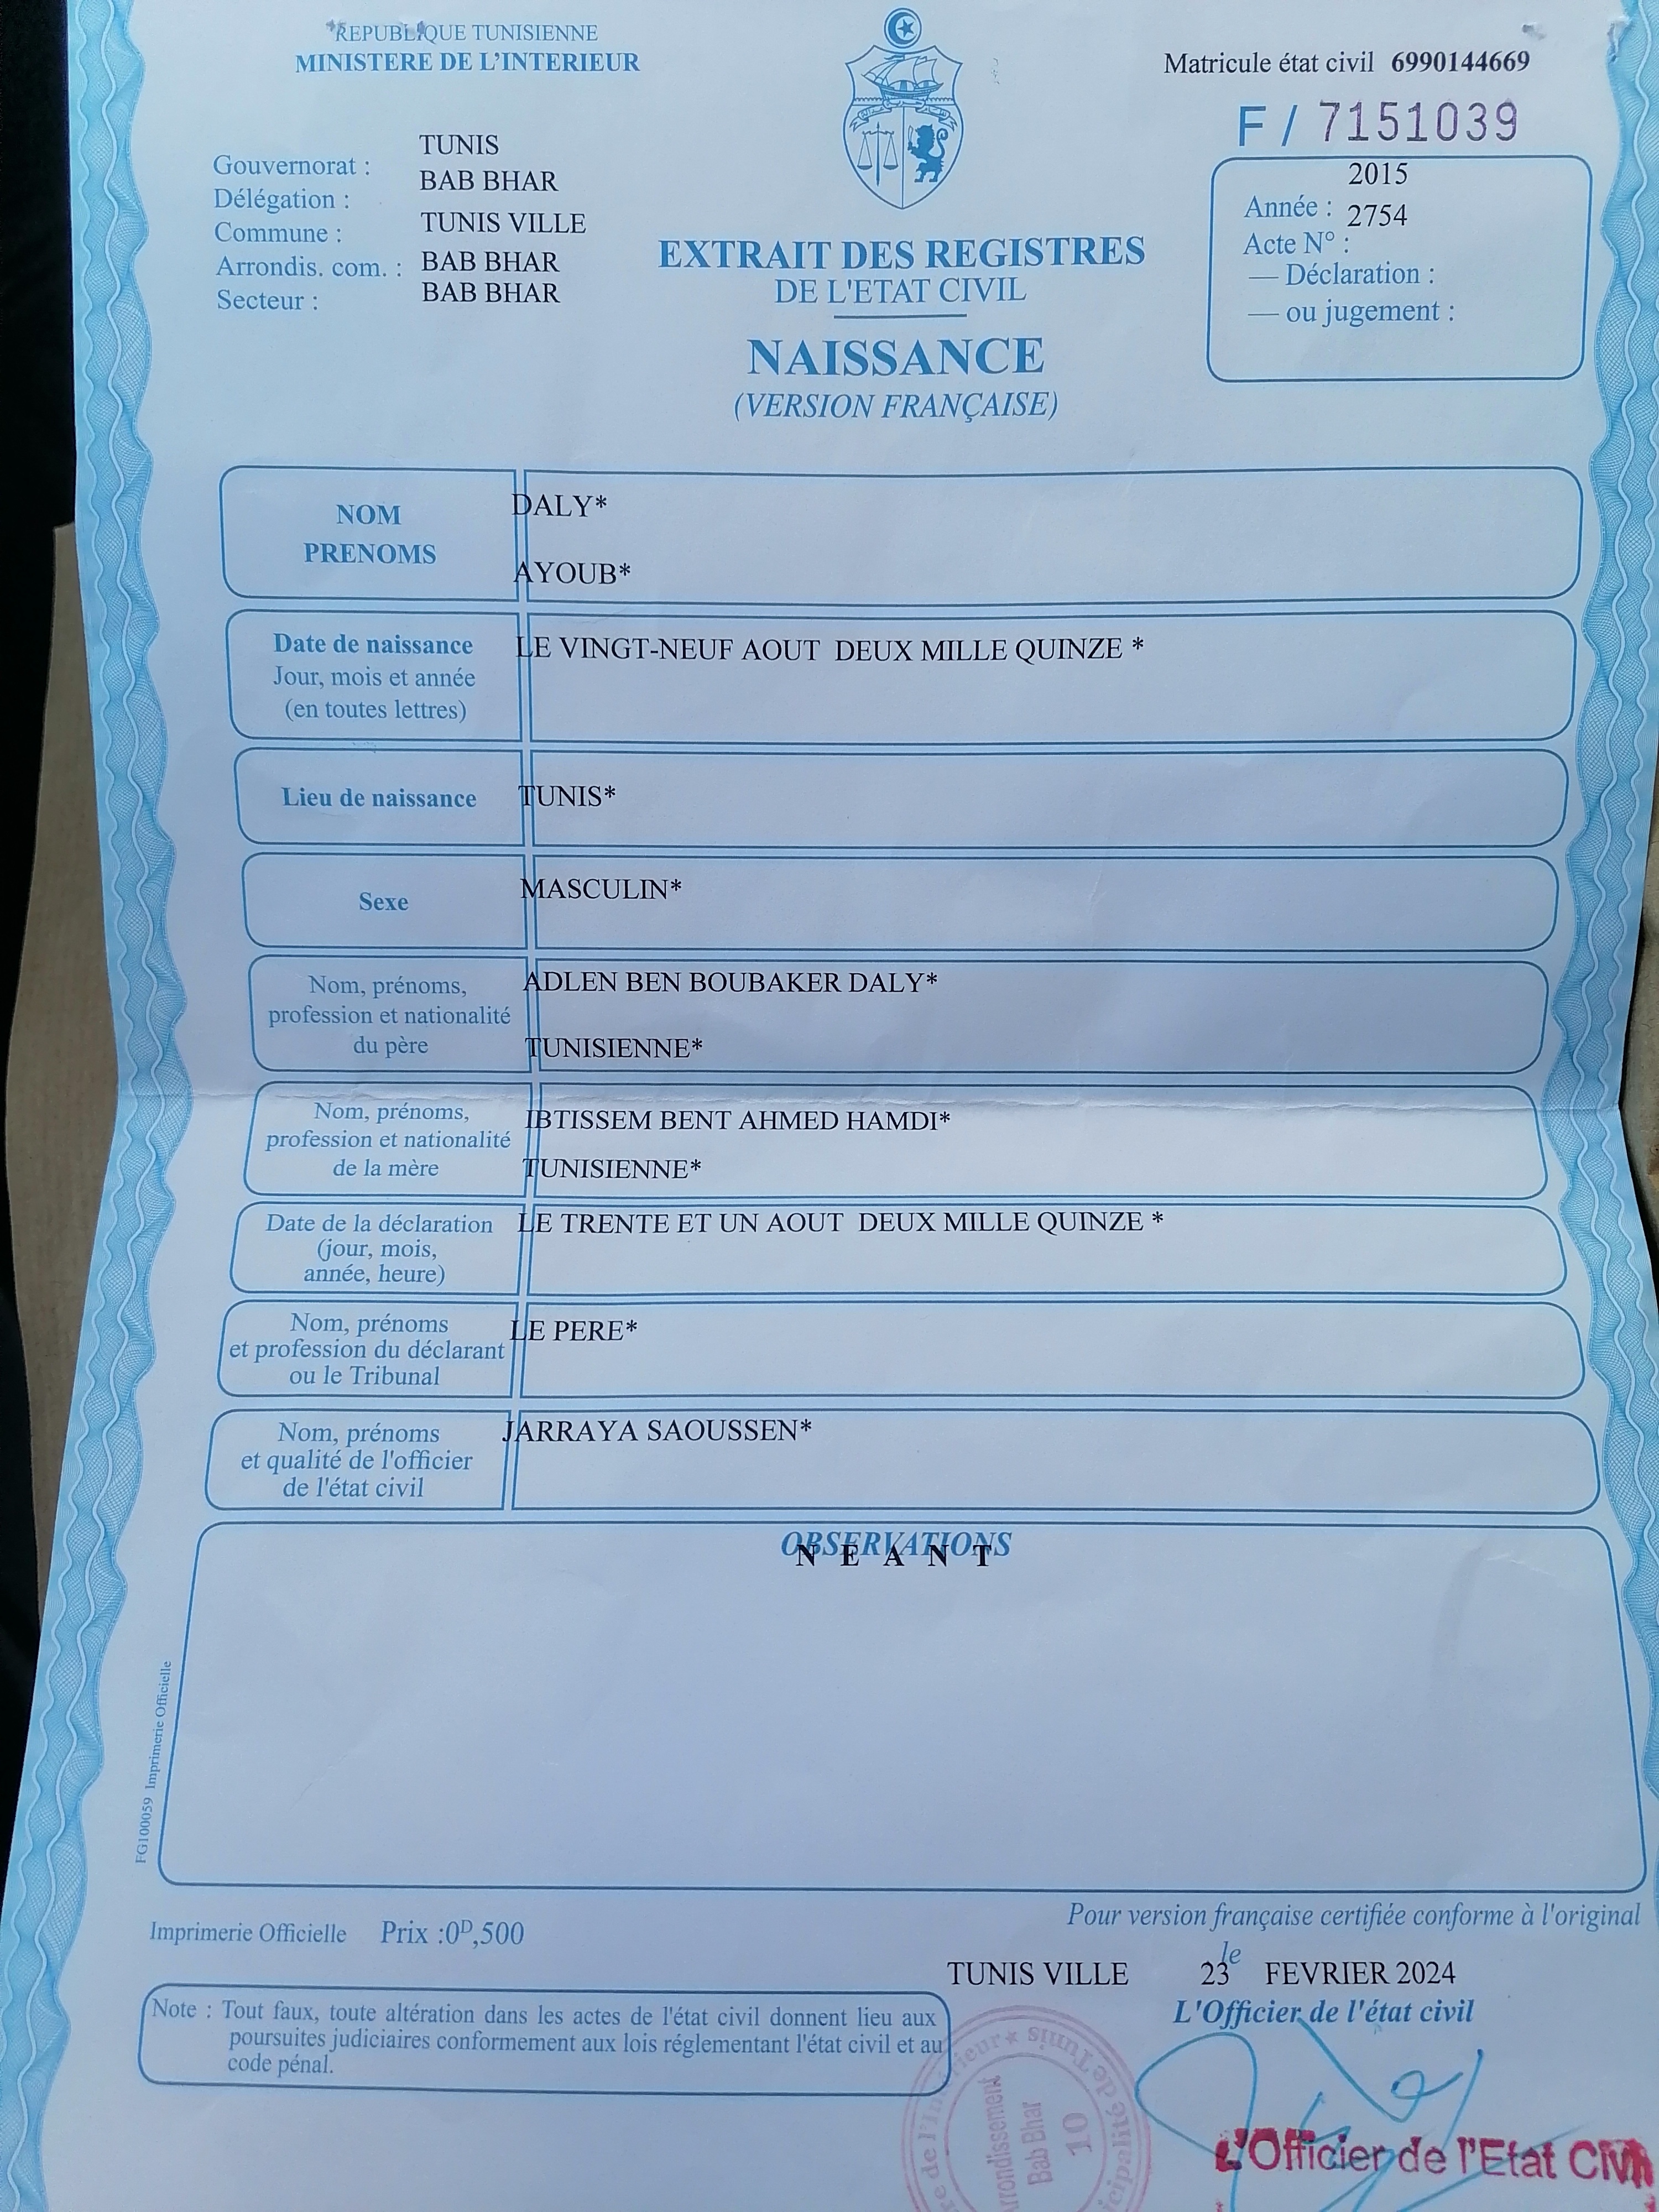 REPUBLIQUE TUNISIENNE
MINISTERE DE L'INTERIEUR
Matricule état civil 6990144669
F / 7151039
Gouvernorat : TUNIS
Délégation : BAB BHAR
Commune : TUNIS VILLE
Arrondis. com. : BAB BHAR
Secteur : BAB BHAR
2015
Année :
2754
Acte N° :
— Déclaration :
— ou jugement :
EXTRAIT DES REGISTRES
DE L'ETAT CIVIL
NAISSANCE
(VERSION FRANÇAISE)
NOM DALY*
PRENOMS AYOUB*
Date de naissance LE VINGT-NEUF AOUT DEUX MILLE QUINZE *
Jour, mois et année
(en toutes lettres)
Lieu de naissance TUNIS*
Sexe MASCULIN*
Nom, prénoms, ADLEN BEN BOUBAKER DALY*
profession et nationalité
du père TUNISIENNE*
Nom, prénoms, IBTISSEM BENT AHMED HAMDI*
profession et nationalité
de la mère TUNISIENNE*
Date de la déclaration LE TRENTE ET UN AOUT DEUX MILLE QUINZE *
(jour, mois,
année, heure)
Nom, prénoms LE PERE*
et profession du déclarant
ou le Tribunal
Nom, prénoms JARRAYA SAOUSSEN*
et qualité de l'officier
de l'état civil
OBSERVATIONS
N E A N T
FG100059 Imprimerie Officielle
Imprimerie Officielle Prix :0D,500
Pour version française certifiée conforme à l'original
le
TUNIS VILLE 23 FEVRIER 2024
L'Officier de l'état civil
Note : Tout faux, toute altération dans les actes de l'état civil donnent lieu aux
poursuites judiciaires conformement aux lois réglementant l'état civil et au
code pénal.
de l'Intérieur ★ Tunis de
Arrondissement
Bab Bhar
10
L'Officier de l'Etat Civil